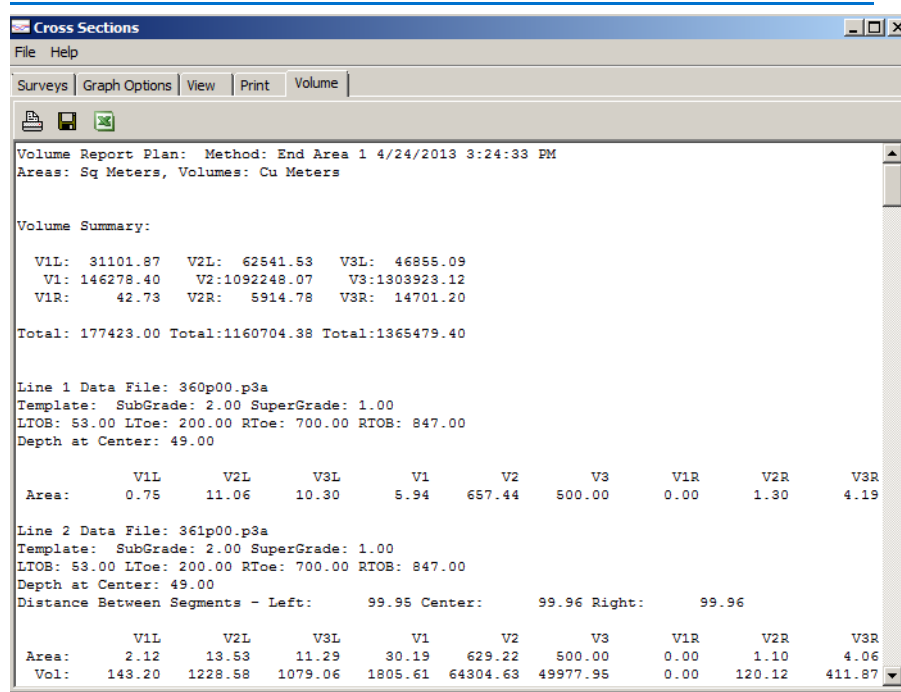 Cross Sections
File Help
Surveys Graph Options View Print Volume
Volume Report Plan: Method: End Area 1 4/24/2013 3:24:33 PM
Areas: Sq Meters, Volumes: Cu Meters
Volume Summary:
V1L: 31101.87 V2L: 62541.53 V3L: 46855.09
V1: 146278.40 V2:1092248.07 V3:1303923.12
V1R: 42.73 V2R: 5914.78 V3R: 14701.20
Total: 177423.00 Total:1160704.38 Total:1365479.40
Line 1 Data File: 360p00.p3a
Template: SubGrade: 2.00 SuperGrade: 1.00
LTOB: 53.00 LToe: 200.00 RToe: 700.00 RTOB: 847.00
Depth at Center: 49.00
V1L V2L V3L V1 V2 V3 V1R V2R V3R
Area: 0.75 11.06 10.30 5.94 657.44 500.00 0.00 1.30 4.19
Line 2 Data File: 361p00.p3a
Template: SubGrade: 2.00 SuperGrade: 1.00
LTOB: 53.00 LToe: 200.00 RToe: 700.00 RTOB: 847.00
Depth at Center: 49.00
Distance Between Segments - Left: 99.95 Center: 99.96 Right: 99.96
V1L V2L V3L V1 V2 V3 V1R V2R V3R
Area: 2.12 13.53 11.29 30.19 629.22 500.00 0.00 1.10 4.06
Vol: 143.20 1228.58 1079.06 1805.61 64304.63 49977.95 0.00 120.12 411.87